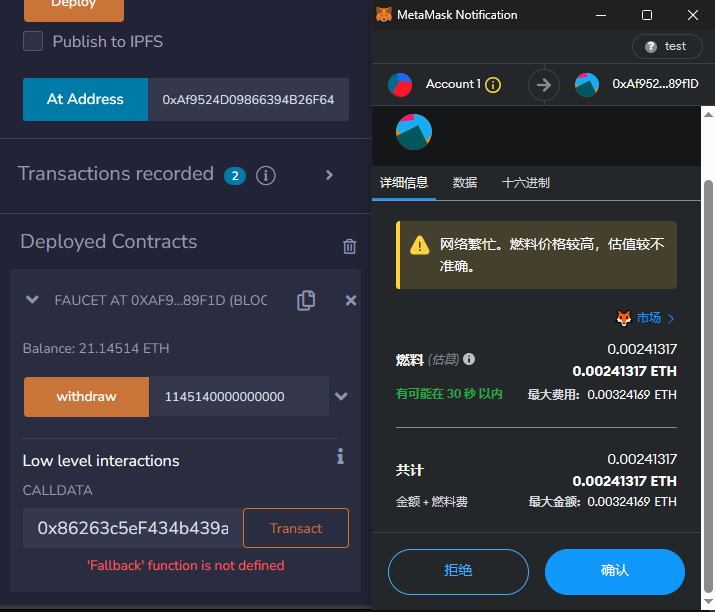 Deploy
Publish to IPFS
At Address
0xAf9524D09866394B26F64
Transactions recorded
2
Deployed Contracts
FAUCET AT 0XAF9...89F1D (BLOC
Balance: 21.14514 ETH
withdraw
1145140000000000
Low level interactions
CALLDATA
0x86263c5eF434b439a
Transact
'Fallback' function is not defined
MetaMask Notification
test
Account 1
0xAf952...89f1D
详细信息
数据
十六进制
网络繁忙。燃料价格较高，估值较不
准确。
市场
燃料 (估算)
0.00241317
0.00241317 ETH
有可能在 30 秒 以内
最大费用: 0.00324169 ETH
共计
0.00241317
0.00241317 ETH
金额 + 燃料费
最大金额: 0.00324169 ETH
拒绝
确认